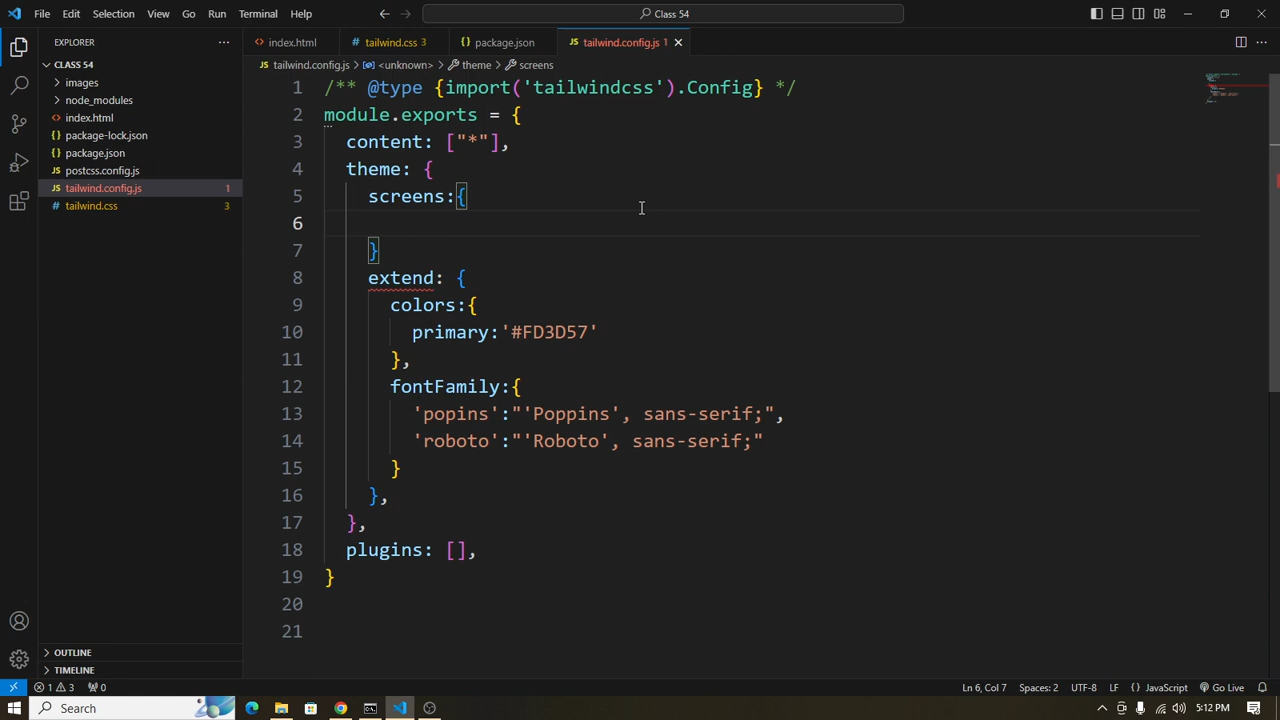 File Edit Selection View Go Run Terminal Help
Class 54
EXPLORER
index.html
tailwind.css 3
package.json
tailwind.config.js 1
CLASS 54
tailwind.config.js > <unknown> > theme > screens
images
node_modules
index.html
package-lock.json
package.json
postcss.config.js
tailwind.config.js 1
tailwind.css 3
1 /** @type {import('tailwindcss').Config} */
2 module.exports = {
3 content: ["*"],
4 theme: {
5 screens:{
6
7 }
8 extend: {
9 colors:{
10 primary:'#FD3D57'
11 },
12 fontFamily:{
13 'popins':"'Poppins', sans-serif;",
14 'roboto':"'Roboto', sans-serif;"
15 }
16 },
17 },
18 plugins: [],
19 }
20
21
OUTLINE
TIMELINE
1 3 0
Ln 6, Col 7 Spaces: 2 UTF-8 LF JavaScript Go Live
Search
5:12 PM